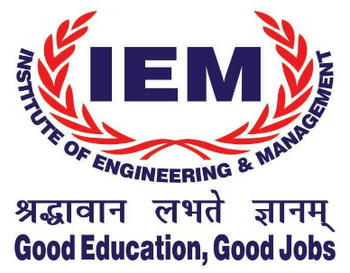 IEM
INSTITUTE OF ENGINEERING & MANAGEMENT
श्रद्धावान लभते ज्ञानम्
Good Education, Good Jobs